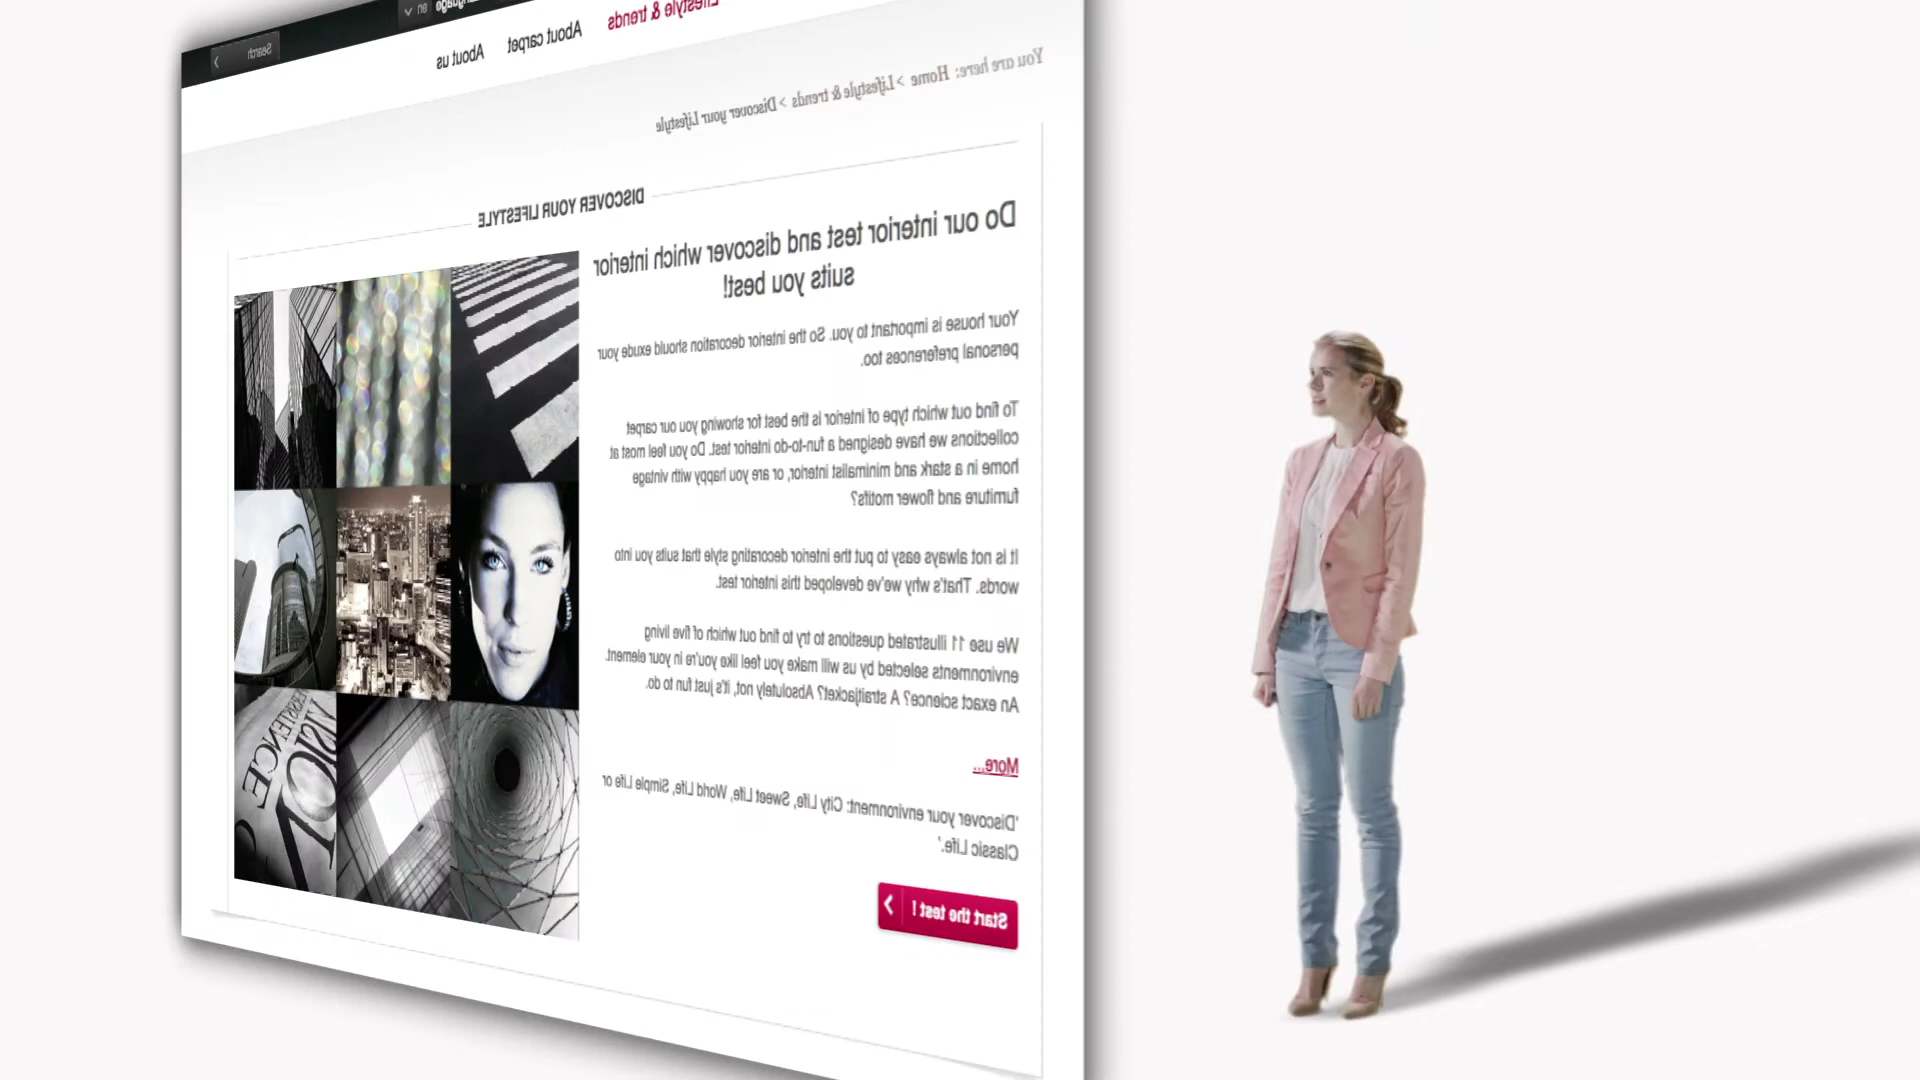 Language en
Search
Lifestyle & trends
About carpet
About us
You are here: Home > Lifestyle & trends > Discover your Lifestyle
DISCOVER YOUR LIFESTYLE
Do our interior test and discover which interior
suits you best!
Your house is important to you. So the interior decoration should exude your
personal preferences too.
To find out which type of interior is the best for showing you our carpet
collections we have designed a fun-to-do interior test. Do you feel most at
home in a stark and minimalist interior, or are you happy with vintage
furniture and flower motifs?
It is not always easy to put the interior decorating style that suits you into
words. That's why we've developed this interior test.
We use 11 illustrated questions to try to find out which of five living
environments selected by us will make you feel like you're in your element.
An exact science? A straitjacket? Absolutely not, it's just fun to do.
More...
'Discover your environment: City Life, Sweet Life, World Life, Simple Life or
Classic Life.'
Start the test !